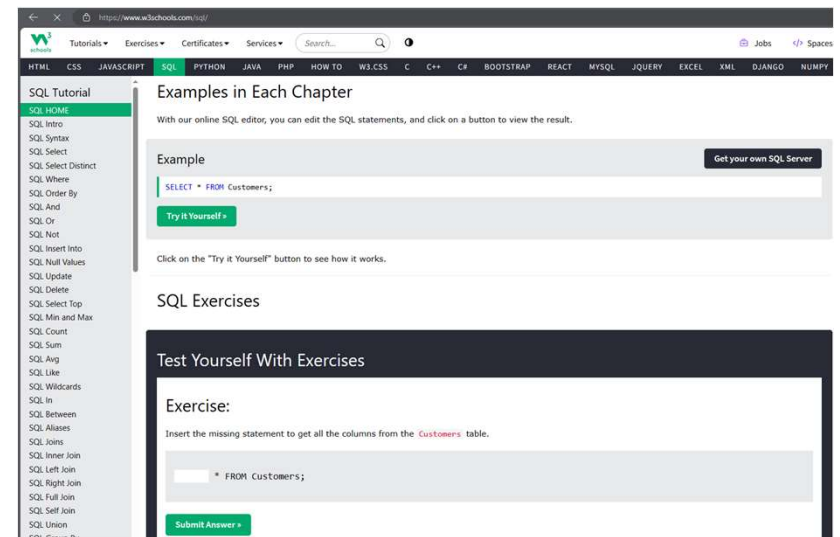 https://www.w3schools.com/sql/
W3 schools Tutorials Exercises Certificates Services Search... Jobs </> Spaces
HTML CSS JAVASCRIPT SQL PYTHON JAVA PHP HOW TO W3.CSS C C++ C# BOOTSTRAP REACT MYSQL JQUERY EXCEL XML DJANGO NUMPY
SQL Tutorial
SQL HOME
SQL Intro
SQL Syntax
SQL Select
SQL Select Distinct
SQL Where
SQL Order By
SQL And
SQL Or
SQL Not
SQL Insert Into
SQL Null Values
SQL Update
SQL Delete
SQL Select Top
SQL Min and Max
SQL Count
SQL Sum
SQL Avg
SQL Like
SQL Wildcards
SQL In
SQL Between
SQL Aliases
SQL Joins
SQL Inner Join
SQL Left Join
SQL Right Join
SQL Full Join
SQL Self Join
SQL Union
Examples in Each Chapter
With our online SQL editor, you can edit the SQL statements, and click on a button to view the result.
Example
Get your own SQL Server
SELECT * FROM Customers;
Try it Yourself »
Click on the "Try it Yourself" button to see how it works.
SQL Exercises
Test Yourself With Exercises
Exercise:
Insert the missing statement to get all the columns from the Customers table.
* FROM Customers;
Submit Answer »